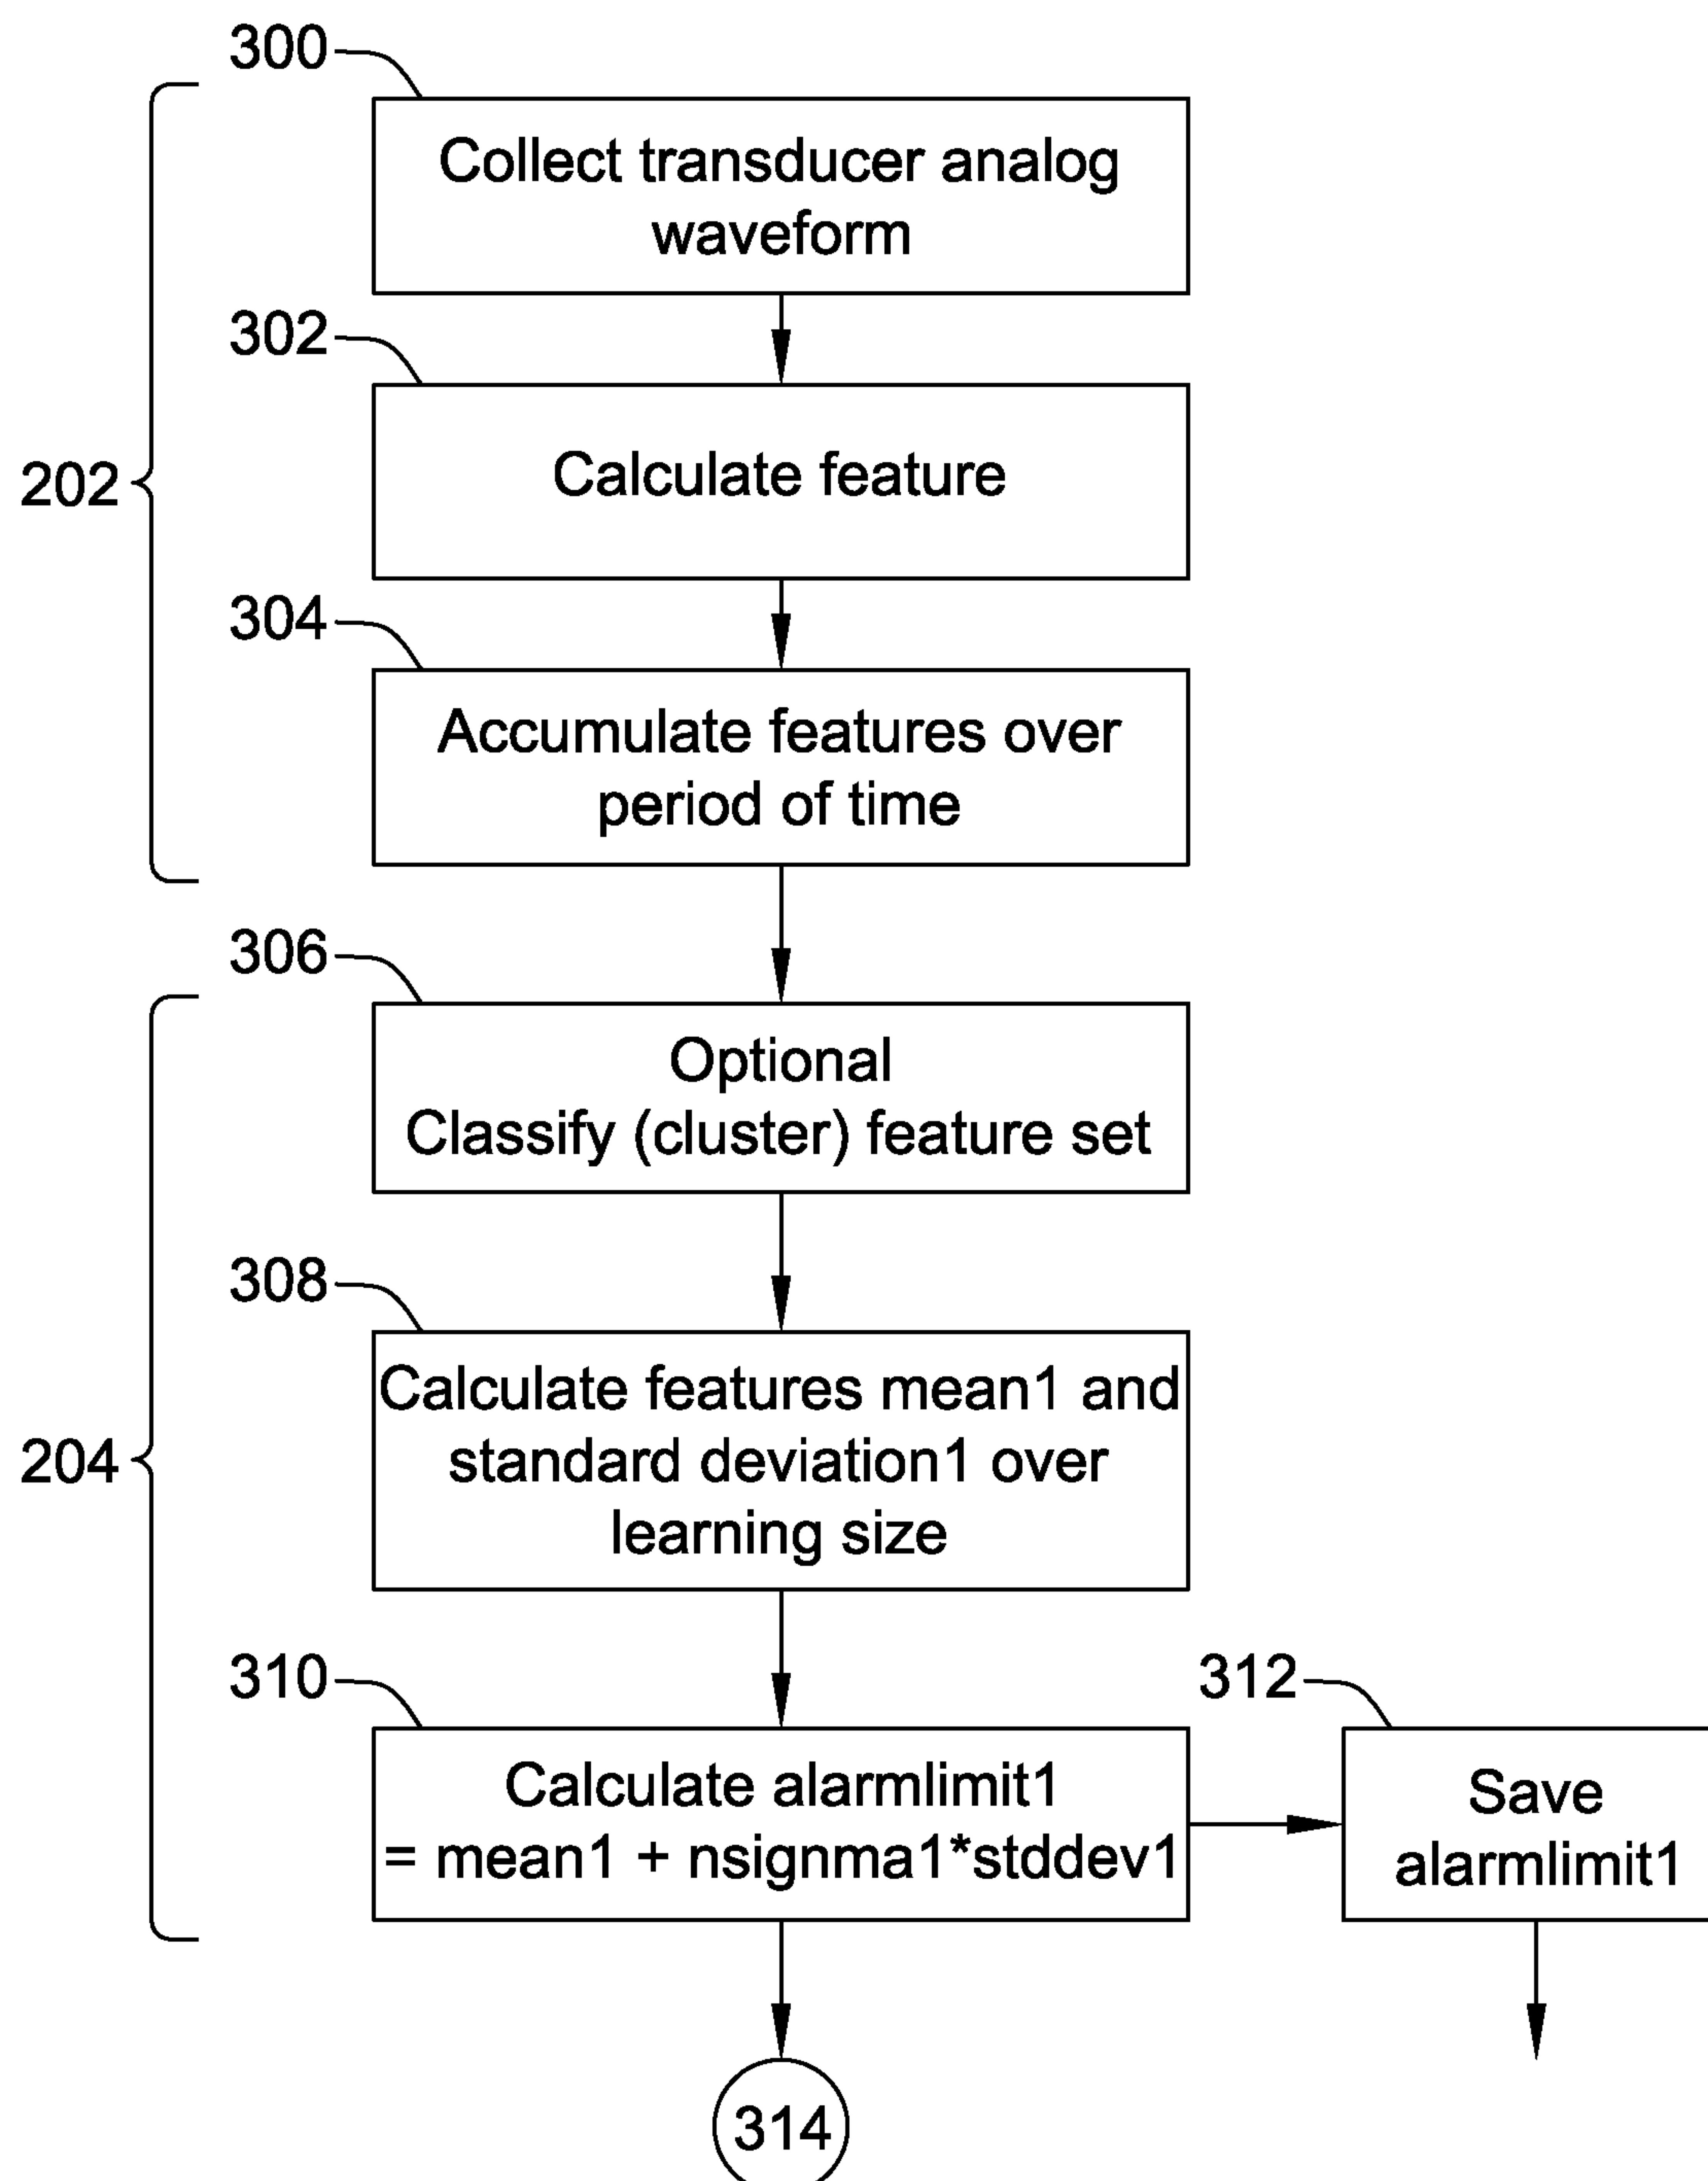 300
Collect transducer analog
waveform
302
Calculate feature
202
304
Accumulate features over
period of time
306
Optional
Classify (cluster) feature set
308
Calculate features mean1 and
standard deviation1 over
learning size
204
310
Calculate alarmlimit1
= mean1 + nsignma1*stddev1
312
Save
alarmlimit1
314